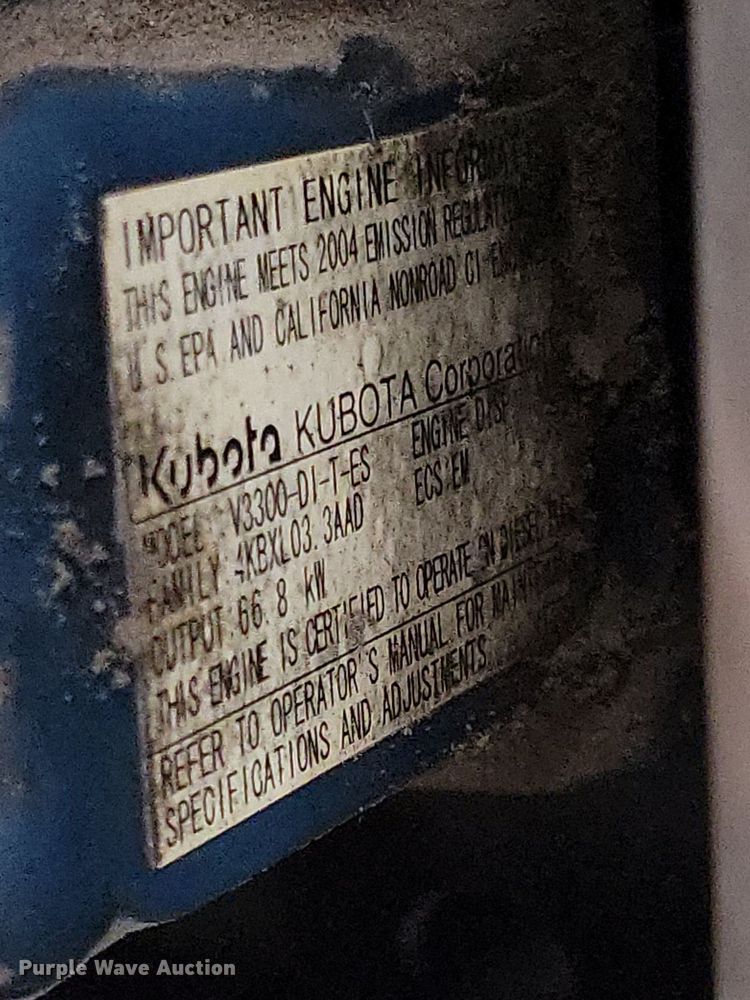 IMPORTANT ENGINE
THIS ENGINE MEETS 2004 EMISSION
U.S. EPA AND CALIFORNIA NONROAD CI
Kubota KUBOTA Corporation
MODEL : V3300-DI-T-ES ENGINE
FAMILY 4KBXL03.3AAD ECS:EM
OUTPUT:66.8 kW
THIS ENGINE IS CERTIFIED TO OPERATE ON DIESEL
REFER TO OPERATOR'S MANUAL FOR
SPECIFICATIONS AND ADJUSTMENTS.
Purple Wave Auction